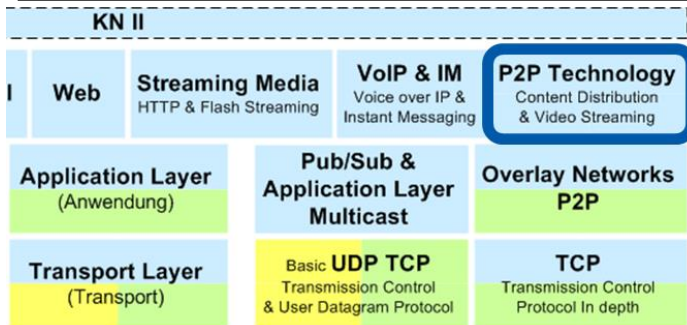 KN II
Web
Streaming Media
HTTP & Flash Streaming
VoIP & IM
Voice over IP &
Instant Messaging
P2P Technology
Content Distribution
& Video Streaming
Application Layer
(Anwendung)
Pub/Sub &
Application Layer
Multicast
Overlay Networks
P2P
Transport Layer
(Transport)
Basic UDP TCP
Transmission Control
& User Datagram Protocol
TCP
Transmission Control
Protocol In depth